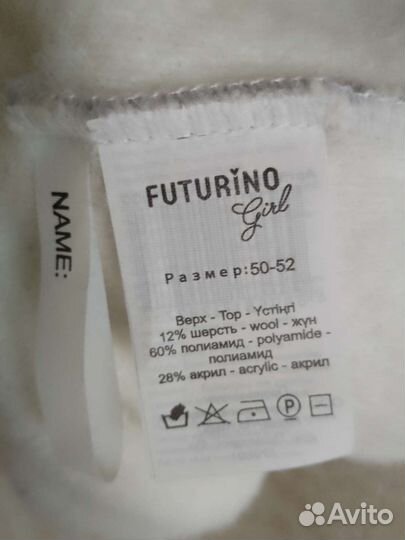 NAME:
FUTURINO
Girl
Размер:50-52
Верх - Top - Үстіңгі
12% шерсть - wool - жүн
60% полиамид - polyamide -
полиамид
28% акрил - acrylic - акрил
P
Avito